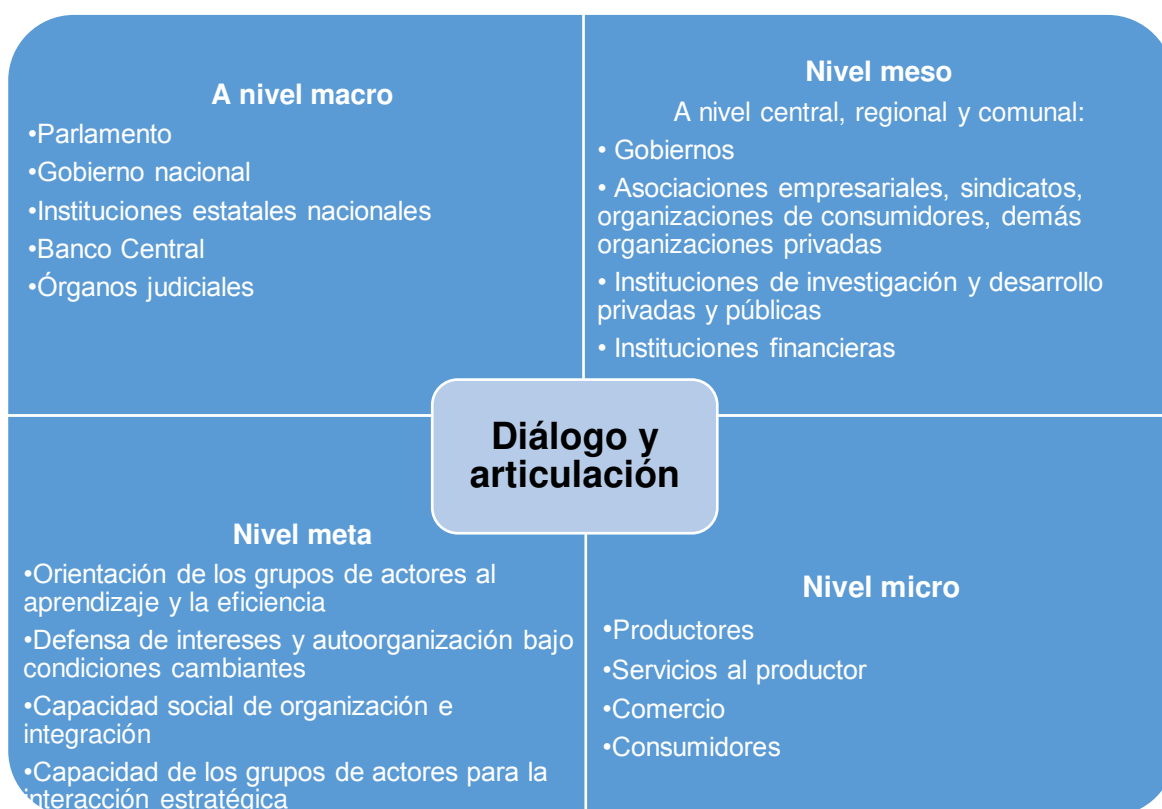 A nivel macro
•Parlamento
•Gobierno nacional
•Instituciones estatales nacionales
•Banco Central
•Órganos judiciales
Nivel meso
A nivel central, regional y comunal:
• Gobiernos
• Asociaciones empresariales, sindicatos,
organizaciones de consumidores, demás
organizaciones privadas
• Instituciones de investigación y desarrollo
privadas y públicas
• Instituciones financieras
Diálogo y
articulación
Nivel meta
•Orientación de los grupos de actores al
aprendizaje y la eficiencia
•Defensa de intereses y autoorganización bajo
condiciones cambiantes
•Capacidad social de organización e
integración
•Capacidad de los grupos de actores para la
interacción estratégica
Nivel micro
•Productores
•Servicios al productor
•Comercio
•Consumidores